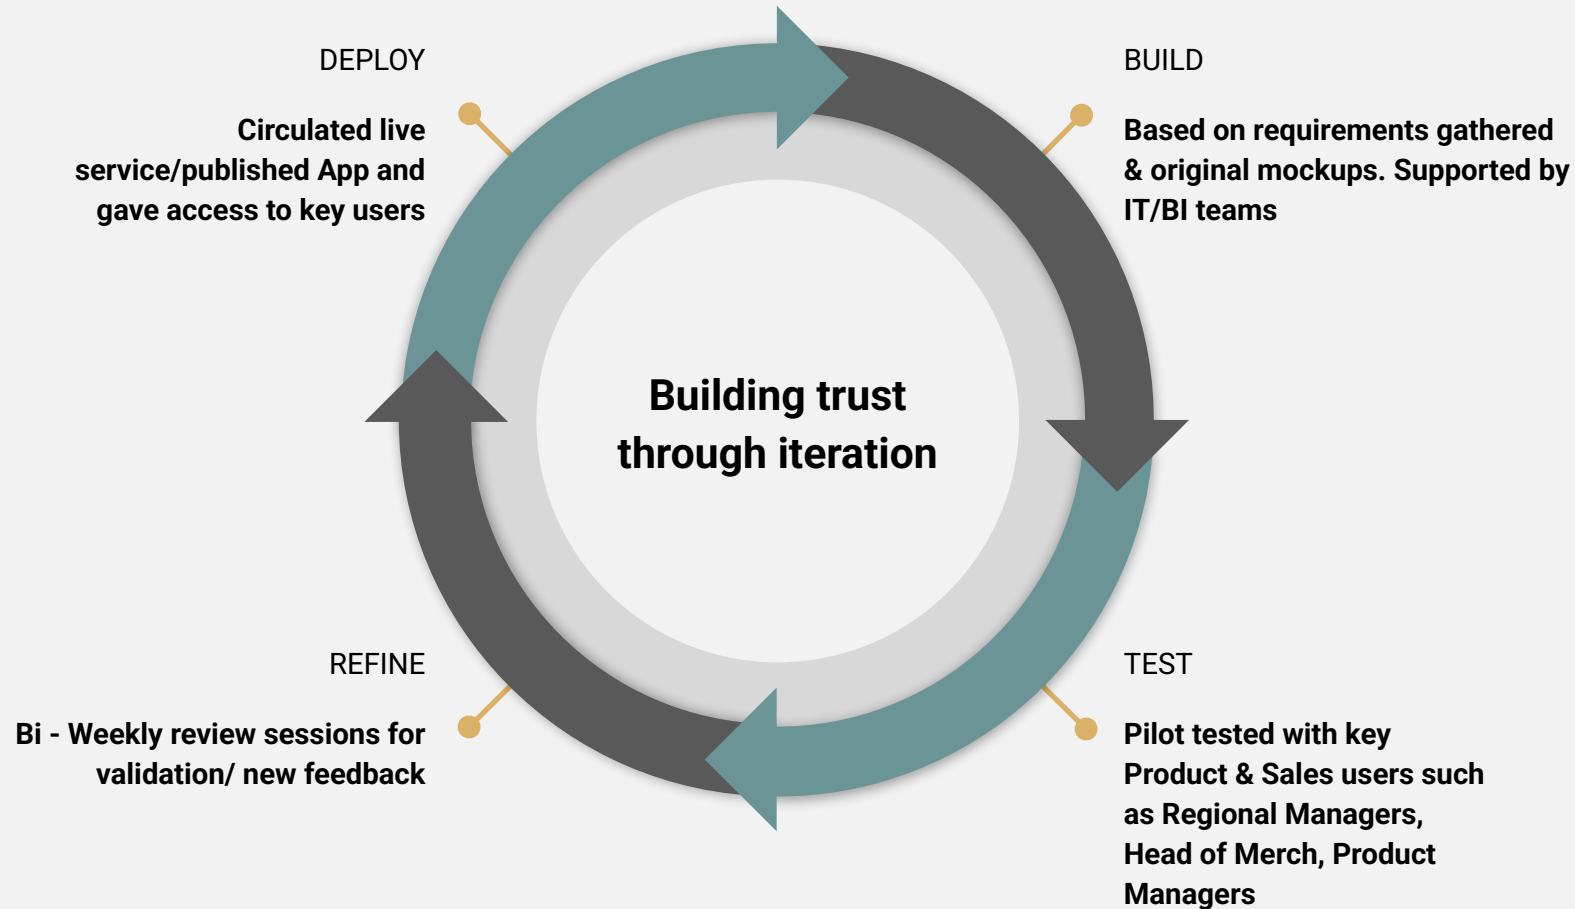 DEPLOY
Circulated live
service/published App and
gave access to key users
BUILD
Based on requirements gathered
& original mockups. Supported by
IT/BI teams
Building trust
through iteration
REFINE
Bi - Weekly review sessions for
validation/ new feedback
TEST
Pilot tested with key
Product & Sales users such
as Regional Managers,
Head of Merch, Product
Managers